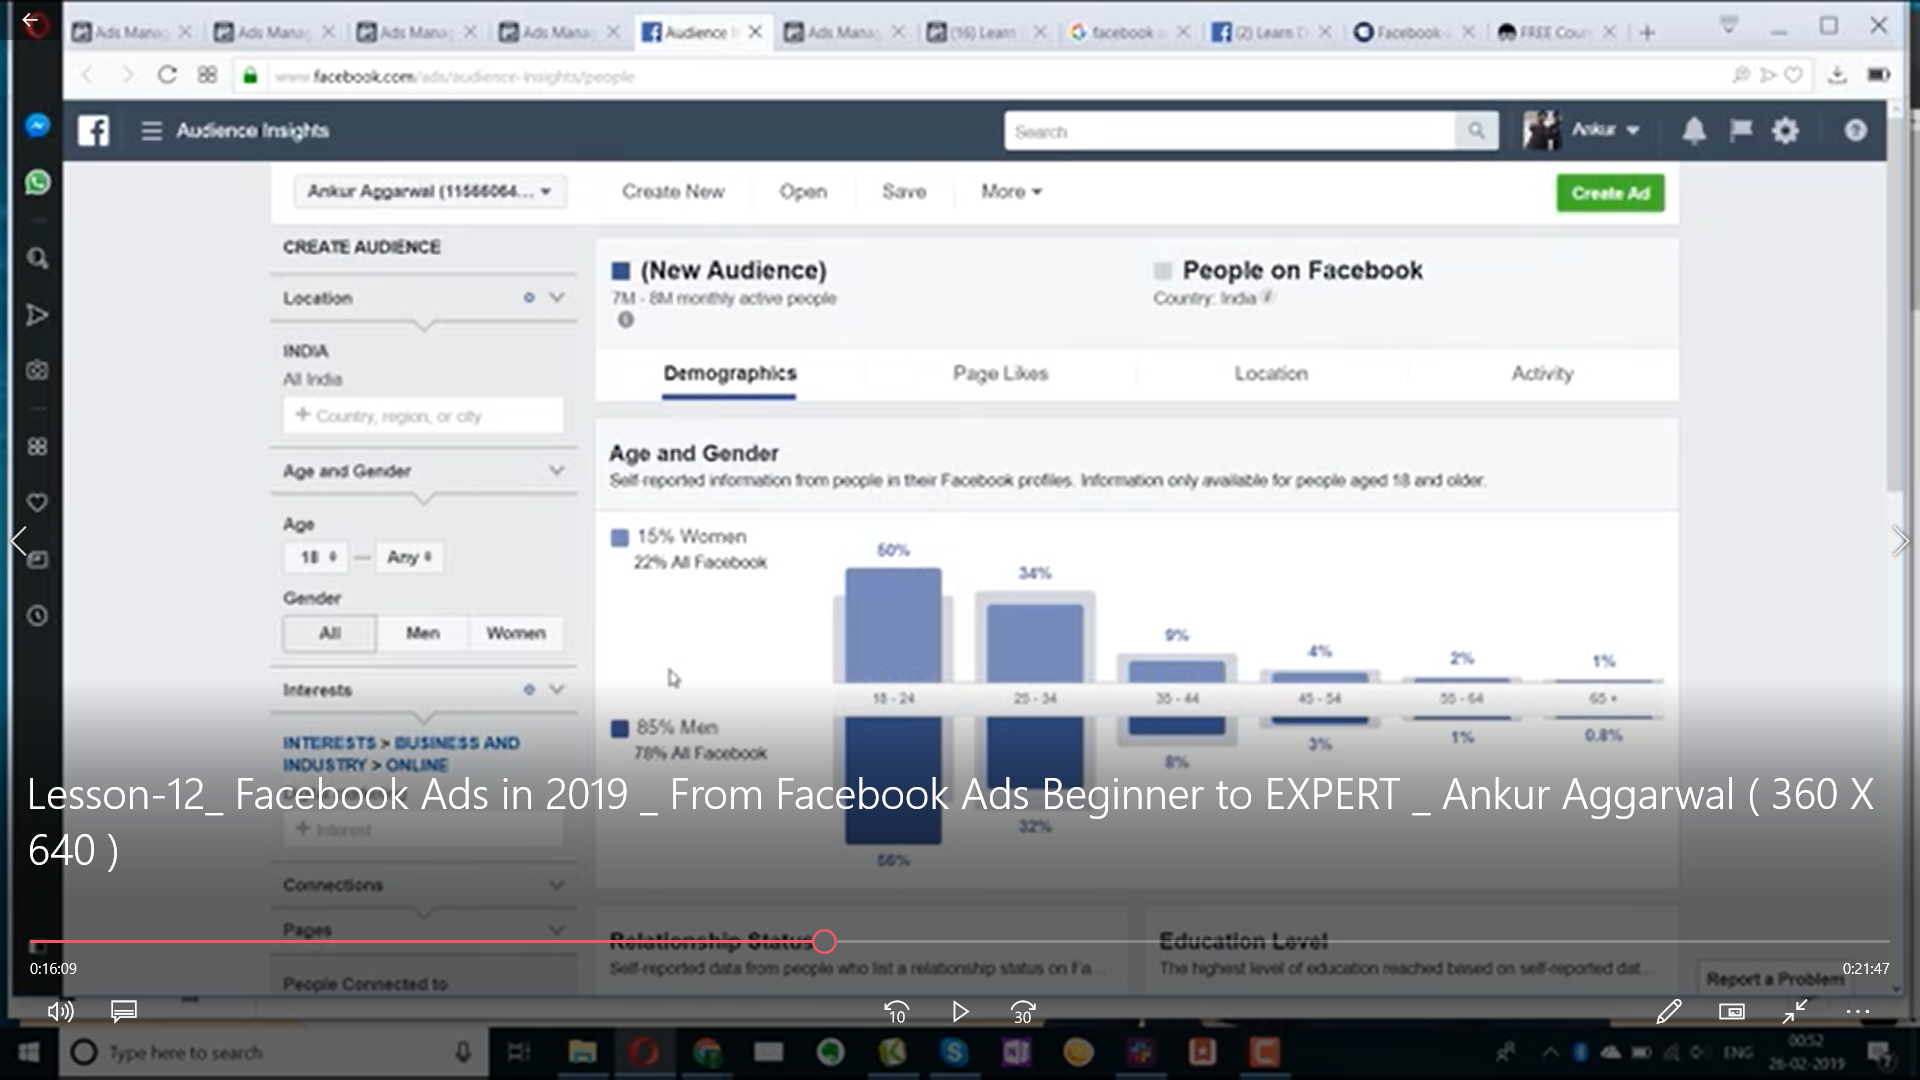 Ads Manag
Ads Manag
Ads Manag
Ads Manag
Audience I
Ads Manag
(16) Learn
facebook a
(2) Learn D
Facebook
FREE Cour
www.facebook.com/ads/audience-insights/people
Audience Insights
Search
Ankur
Ankur Aggarwal (11566064...
Create New
Open
Save
More
Create Ad
CREATE AUDIENCE
Location
INDIA
All India
+ Country, region, or city
Age and Gender
Age
18 — Any
Gender
All Men Women
Interests
INTERESTS > BUSINESS AND
INDUSTRY > ONLINE
+ Interest
Connections
Pages
People Connected to
(New Audience)
7M - 8M monthly active people
People on Facebook
Country: India
Demographics
Page Likes
Location
Activity
Age and Gender
Self-reported information from people in their Facebook profiles. Information only available for people aged 18 and older.
15% Women
22% All Facebook
50% 34% 9% 4% 2% 1%
18 - 24 25 - 34 35 - 44 45 - 54 55 - 64 65 +
85% Men
78% All Facebook
56% 32% 8% 3% 1% 0.8%
Lesson-12_ Facebook Ads in 2019 _ From Facebook Ads Beginner to EXPERT _ Ankur Aggarwal ( 360 X
640 )
Relationship Status
Self-reported data from people who list a relationship status on Fa...
Education Level
The highest level of education reached based on self-reported dat...
Report a Problem
0:16:09
0:21:47
10
30
Type here to search
ENG
00:52
26-02-2019